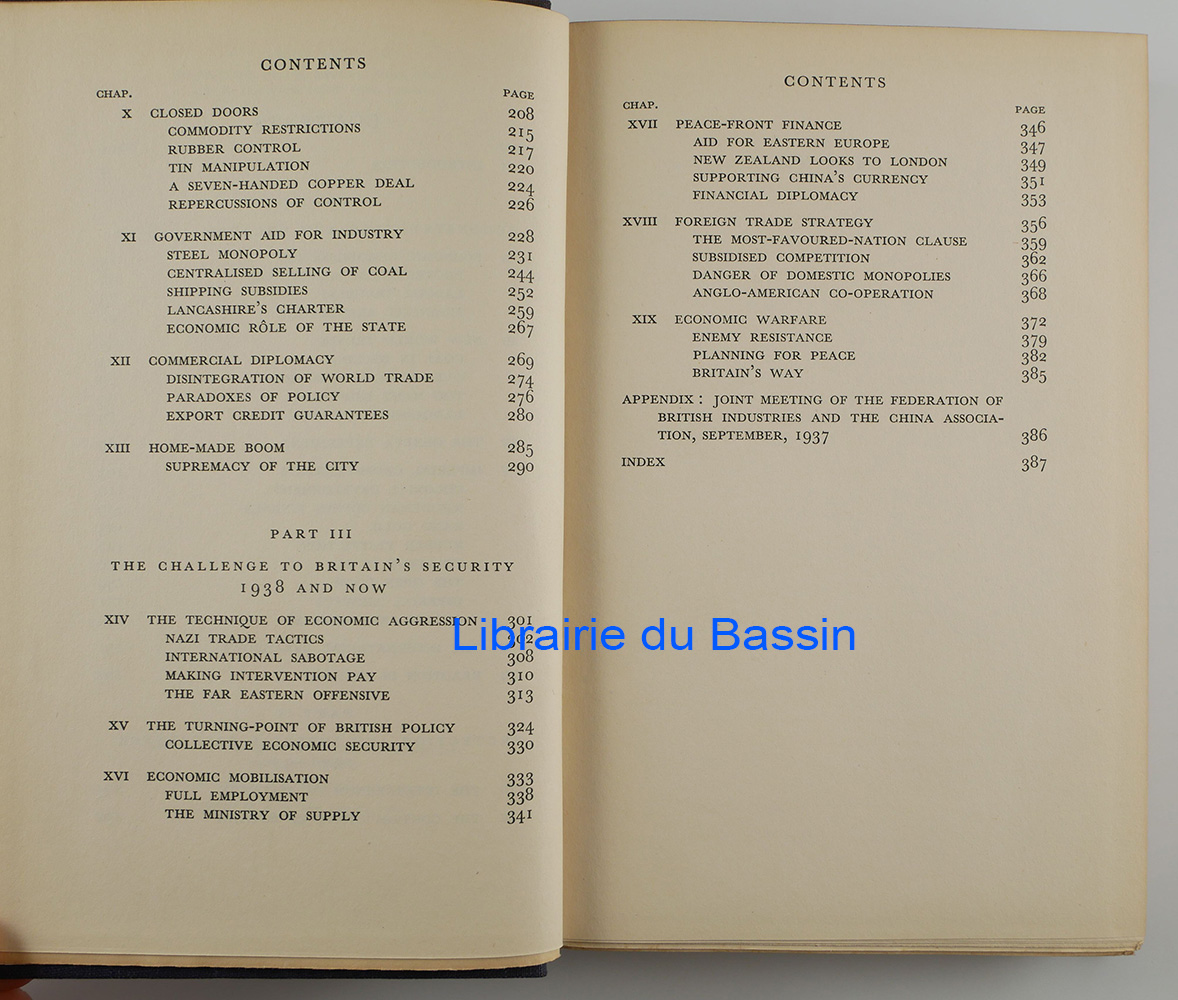 CONTENTS
CHAP. PAGE
X CLOSED DOORS 208
COMMODITY RESTRICTIONS 215
RUBBER CONTROL 217
TIN MANIPULATION 220
A SEVEN-HANDED COPPER DEAL 224
REPERCUSSIONS OF CONTROL 226
XI GOVERNMENT AID FOR INDUSTRY 228
STEEL MONOPOLY 231
CENTRALISED SELLING OF COAL 244
SHIPPING SUBSIDIES 252
LANCASHIRE'S CHARTER 259
ECONOMIC RÔLE OF THE STATE 267
XII COMMERCIAL DIPLOMACY 269
DISINTEGRATION OF WORLD TRADE 274
PARADOXES OF POLICY 276
EXPORT CREDIT GUARANTEES 280
XIII HOME-MADE BOOM 285
SUPREMACY OF THE CITY 290
PART III
THE CHALLENGE TO BRITAIN'S SECURITY
1938 AND NOW
XIV THE TECHNIQUE OF ECONOMIC AGGRESSION 301
NAZI TRADE TACTICS 302
INTERNATIONAL SABOTAGE 308
MAKING INTERVENTION PAY 310
THE FAR EASTERN OFFENSIVE 313
XV THE TURNING-POINT OF BRITISH POLICY 324
COLLECTIVE ECONOMIC SECURITY 330
XVI ECONOMIC MOBILISATION 333
FULL EMPLOYMENT 338
THE MINISTRY OF SUPPLY 341
CONTENTS
CHAP. PAGE
XVII PEACE-FRONT FINANCE 346
AID FOR EASTERN EUROPE 347
NEW ZEALAND LOOKS TO LONDON 349
SUPPORTING CHINA'S CURRENCY 351
FINANCIAL DIPLOMACY 353
XVIII FOREIGN TRADE STRATEGY 356
THE MOST-FAVOURED-NATION CLAUSE 359
SUBSIDISED COMPETITION 362
DANGER OF DOMESTIC MONOPOLIES 366
ANGLO-AMERICAN CO-OPERATION 368
XIX ECONOMIC WARFARE 372
ENEMY RESISTANCE 379
PLANNING FOR PEACE 382
BRITAIN'S WAY 385
APPENDIX : JOINT MEETING OF THE FEDERATION OF
BRITISH INDUSTRIES AND THE CHINA ASSOCIA-
TION, SEPTEMBER, 1937 386
INDEX 387
Librairie du Bassin